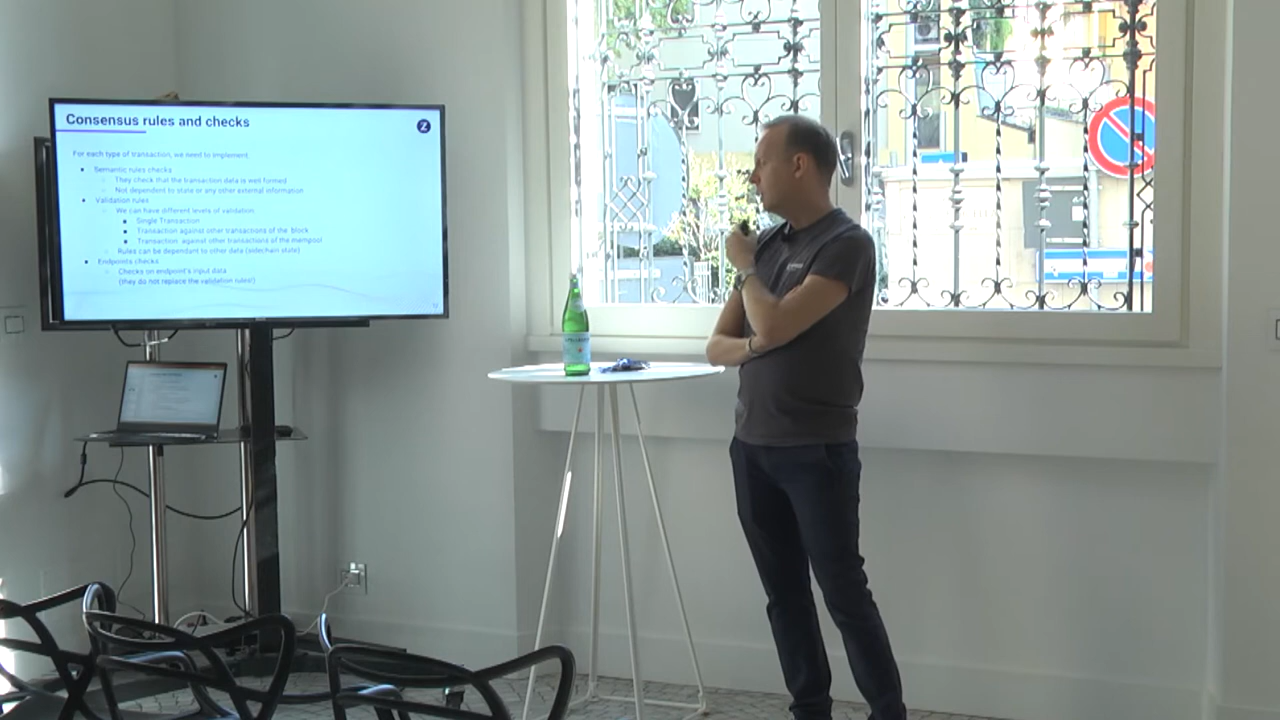 Consensus rules and checks
For each type of transaction, we need to implement:
Semantic rules checks
They check that the transaction data is well formed
Not dependent to state or any other external information
Validation rules
We can have different levels of validation
Single Transaction
Transaction against other transactions of the block
Transaction against other transactions of the mempool
Rules can be dependant to other data (sidechain state)
Endpoints checks
Checks on endpoint's input data
(they do not replace the validation rules!)
12